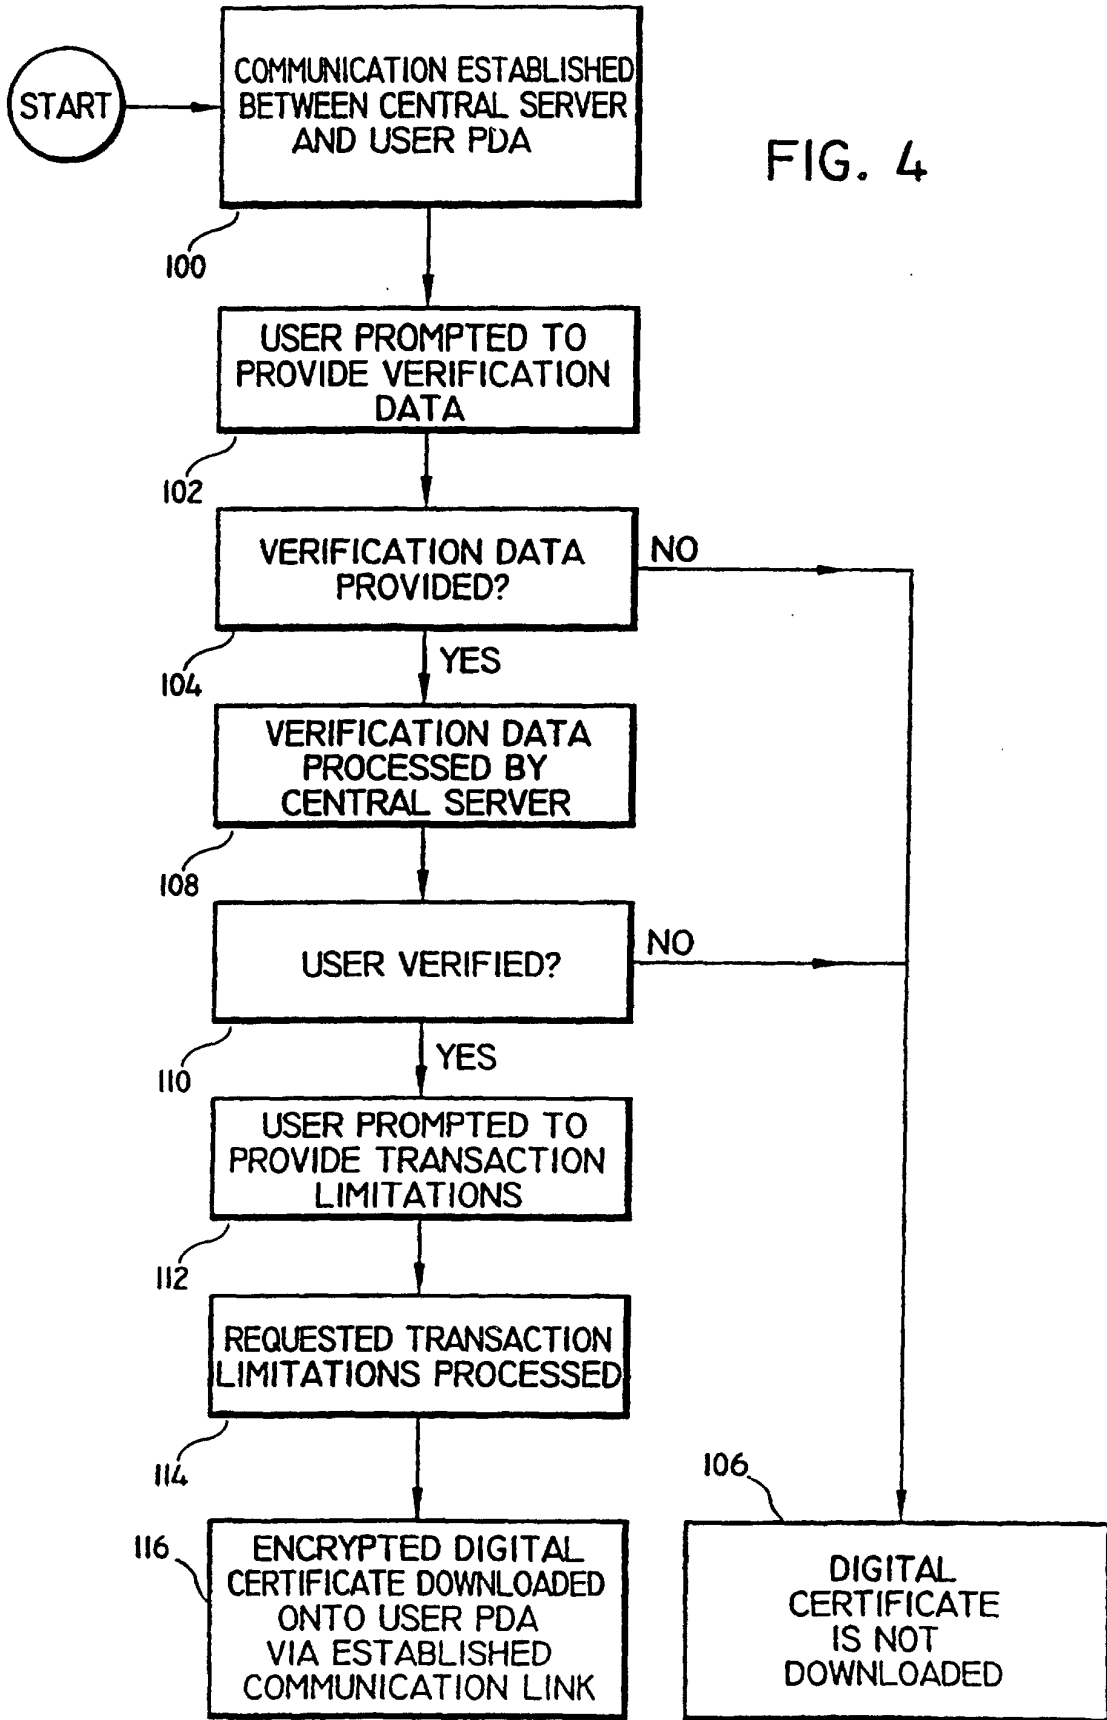 START
COMMUNICATION ESTABLISHED
BETWEEN CENTRAL SERVER
AND USER PDA
FIG. 4
100
USER PROMPTED TO
PROVIDE VERIFICATION
DATA
102
VERIFICATION DATA
PROVIDED?
NO
104
YES
VERIFICATION DATA
PROCESSED BY
CENTRAL SERVER
108
USER VERIFIED?
NO
110
YES
USER PROMPTED TO
PROVIDE TRANSACTION
LIMITATIONS
112
REQUESTED TRANSACTION
LIMITATIONS PROCESSED
114
116
ENCRYPTED DIGITAL
CERTIFICATE DOWNLOADED
ONTO USER PDA
VIA ESTABLISHED
COMMUNICATION LINK
106
DIGITAL
CERTIFICATE
IS NOT
DOWNLOADED